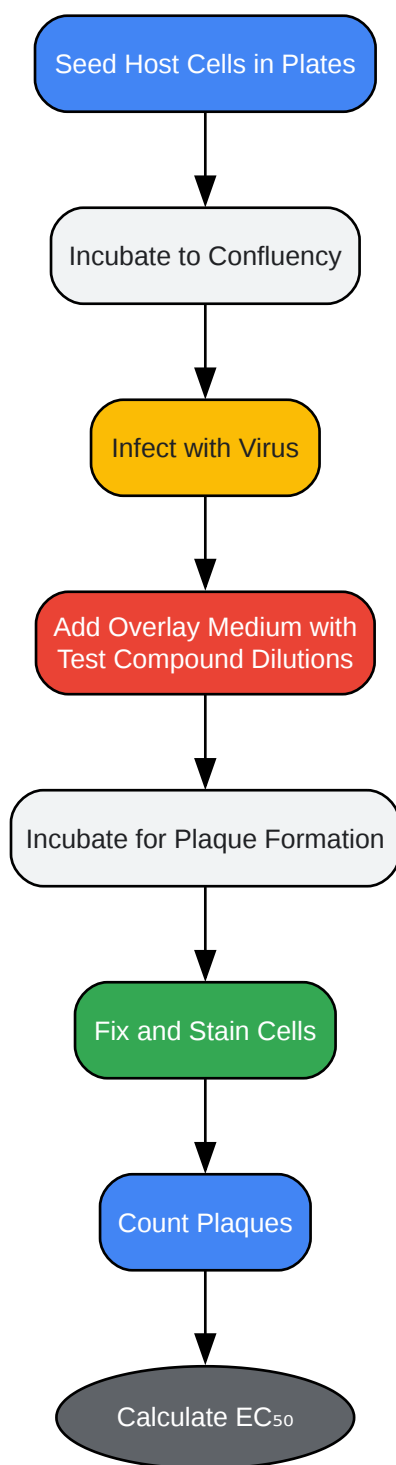 Seed Host Cells in Plates
Incubate to Confluency
Infect with Virus
Add Overlay Medium with
Test Compound Dilutions
Incubate for Plaque Formation
Fix and Stain Cells
Count Plaques
Calculate EC₅₀